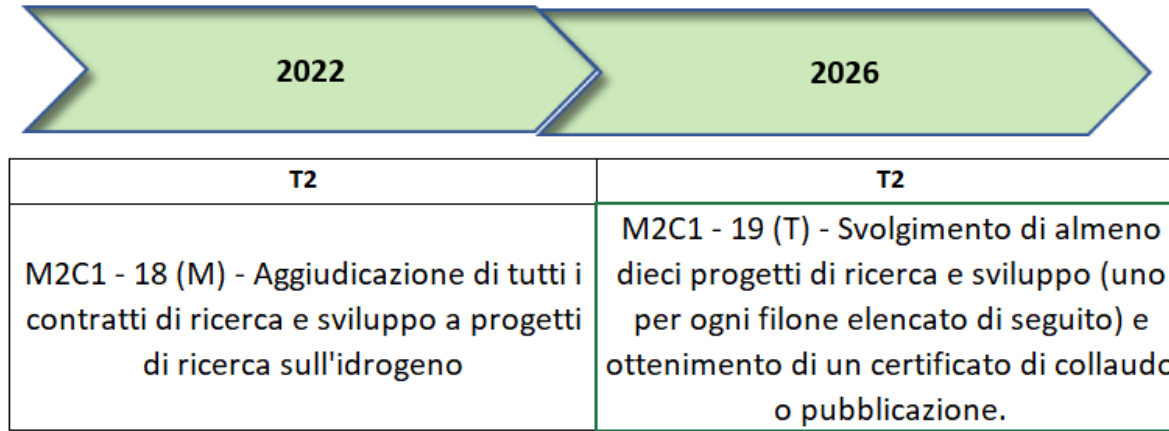 2022
2026
T2
T2
M2C1 - 18 (M) - Aggiudicazione di tutti i
contratti di ricerca e sviluppo a progetti
di ricerca sull'idrogeno
M2C1 - 19 (T) - Svolgimento di almeno
dieci progetti di ricerca e sviluppo (uno
per ogni filone elencato di seguito) e
ottenimento di un certificato di collaudo
o pubblicazione.